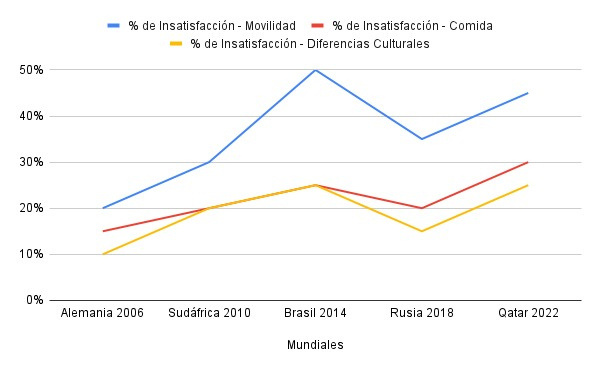 % de Insatisfacción - Movilidad % de Insatisfacción - Comida
% de Insatisfacción - Diferencias Culturales
50%
40%
30%
20%
10%
0%
Alemania 2006 Sudáfrica 2010 Brasil 2014 Rusia 2018 Qatar 2022
Mundiales